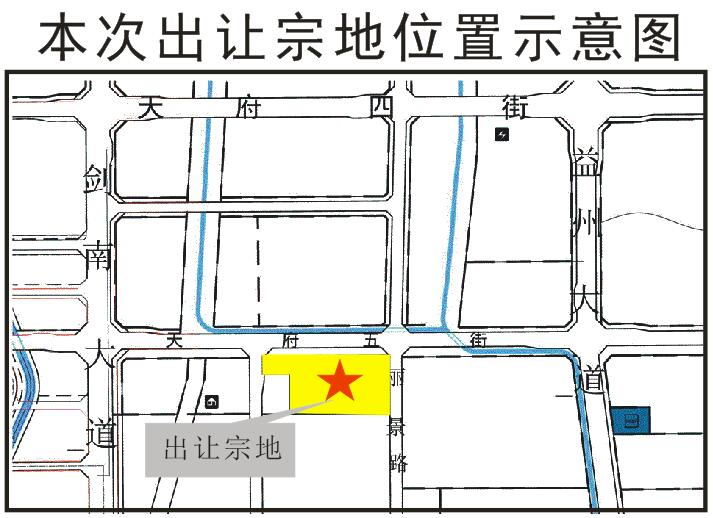 本次出让宗地位置示意图
天府四街
剑南大道
益州大道
天府五街
丽景路
出让宗地